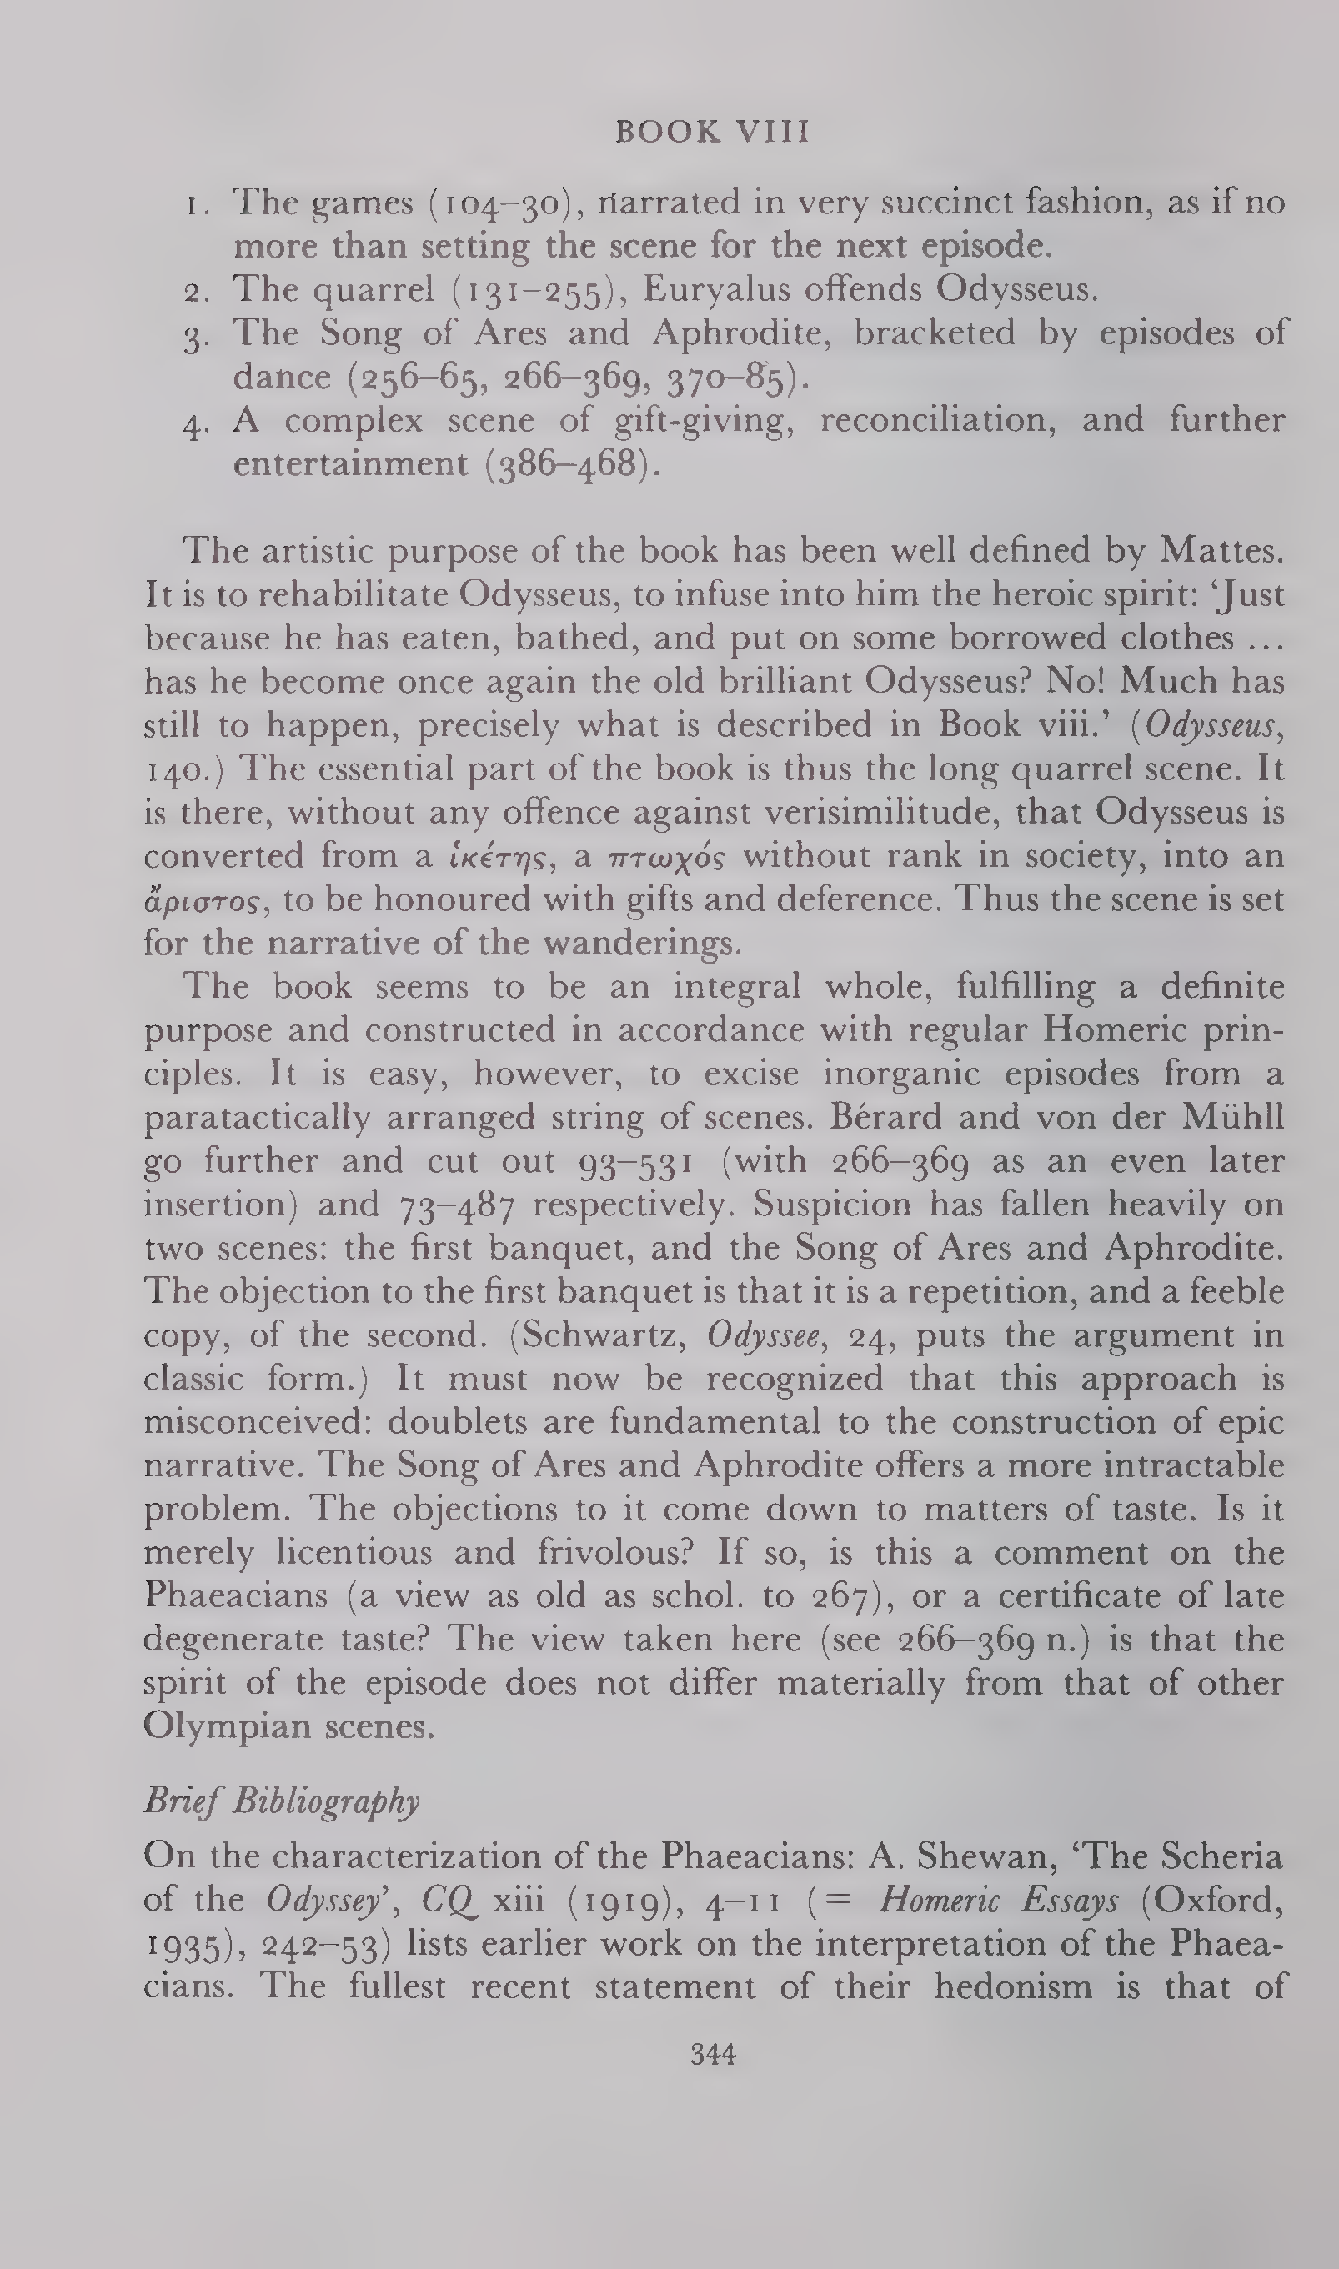 BOOK VIII
1. The games (104–30), narrated in very succinct fashion, as if no
more than setting the scene for the next episode.
2. The quarrel (131–255), Euryalus offends Odysseus.
3. The Song of Ares and Aphrodite, bracketed by episodes of
dance (256–65, 266–369, 370–85).
4. A complex scene of gift-giving, reconciliation, and further
entertainment (386–468).
The artistic purpose of the book has been well defined by Mattes.
It is to rehabilitate Odysseus, to infuse into him the heroic spirit: ‘Just
because he has eaten, bathed, and put on some borrowed clothes ...
has he become once again the old brilliant Odysseus? No! Much has
still to happen, precisely what is described in Book viii.’ (Odysseus,
140.) The essential part of the book is thus the long quarrel scene. It
is there, without any offence against verisimilitude, that Odysseus is
converted from a ἱκέτης, a πτωχός without rank in society, into an
ἄριστος, to be honoured with gifts and deference. Thus the scene is set
for the narrative of the wanderings.
The book seems to be an integral whole, fulfilling a definite
purpose and constructed in accordance with regular Homeric prin-
ciples. It is easy, however, to excise inorganic episodes from a
paratactically arranged string of scenes. Bérard and von der Mühll
go further and cut out 93–531 (with 266–369 as an even later
insertion) and 73–487 respectively. Suspicion has fallen heavily on
two scenes: the first banquet, and the Song of Ares and Aphrodite.
The objection to the first banquet is that it is a repetition, and a feeble
copy, of the second. (Schwartz, Odyssee, 24, puts the argument in
classic form.) It must now be recognized that this approach is
misconceived: doublets are fundamental to the construction of epic
narrative. The Song of Ares and Aphrodite offers a more intractable
problem. The objections to it come down to matters of taste. Is it
merely licentious and frivolous? If so, is this a comment on the
Phaeacians (a view as old as schol. to 267), or a certificate of late
degenerate taste? The view taken here (see 266–369 n.) is that the
spirit of the episode does not differ materially from that of other
Olympian scenes.
Brief Bibliography
On the characterization of the Phaeacians: A. Shewan, ‘The Scheria
of the Odyssey’, CQ xiii (1919), 4–11 (= Homeric Essays (Oxford,
1935), 242–53) lists earlier work on the interpretation of the Phaea-
cians. The fullest recent statement of their hedonism is that of
344